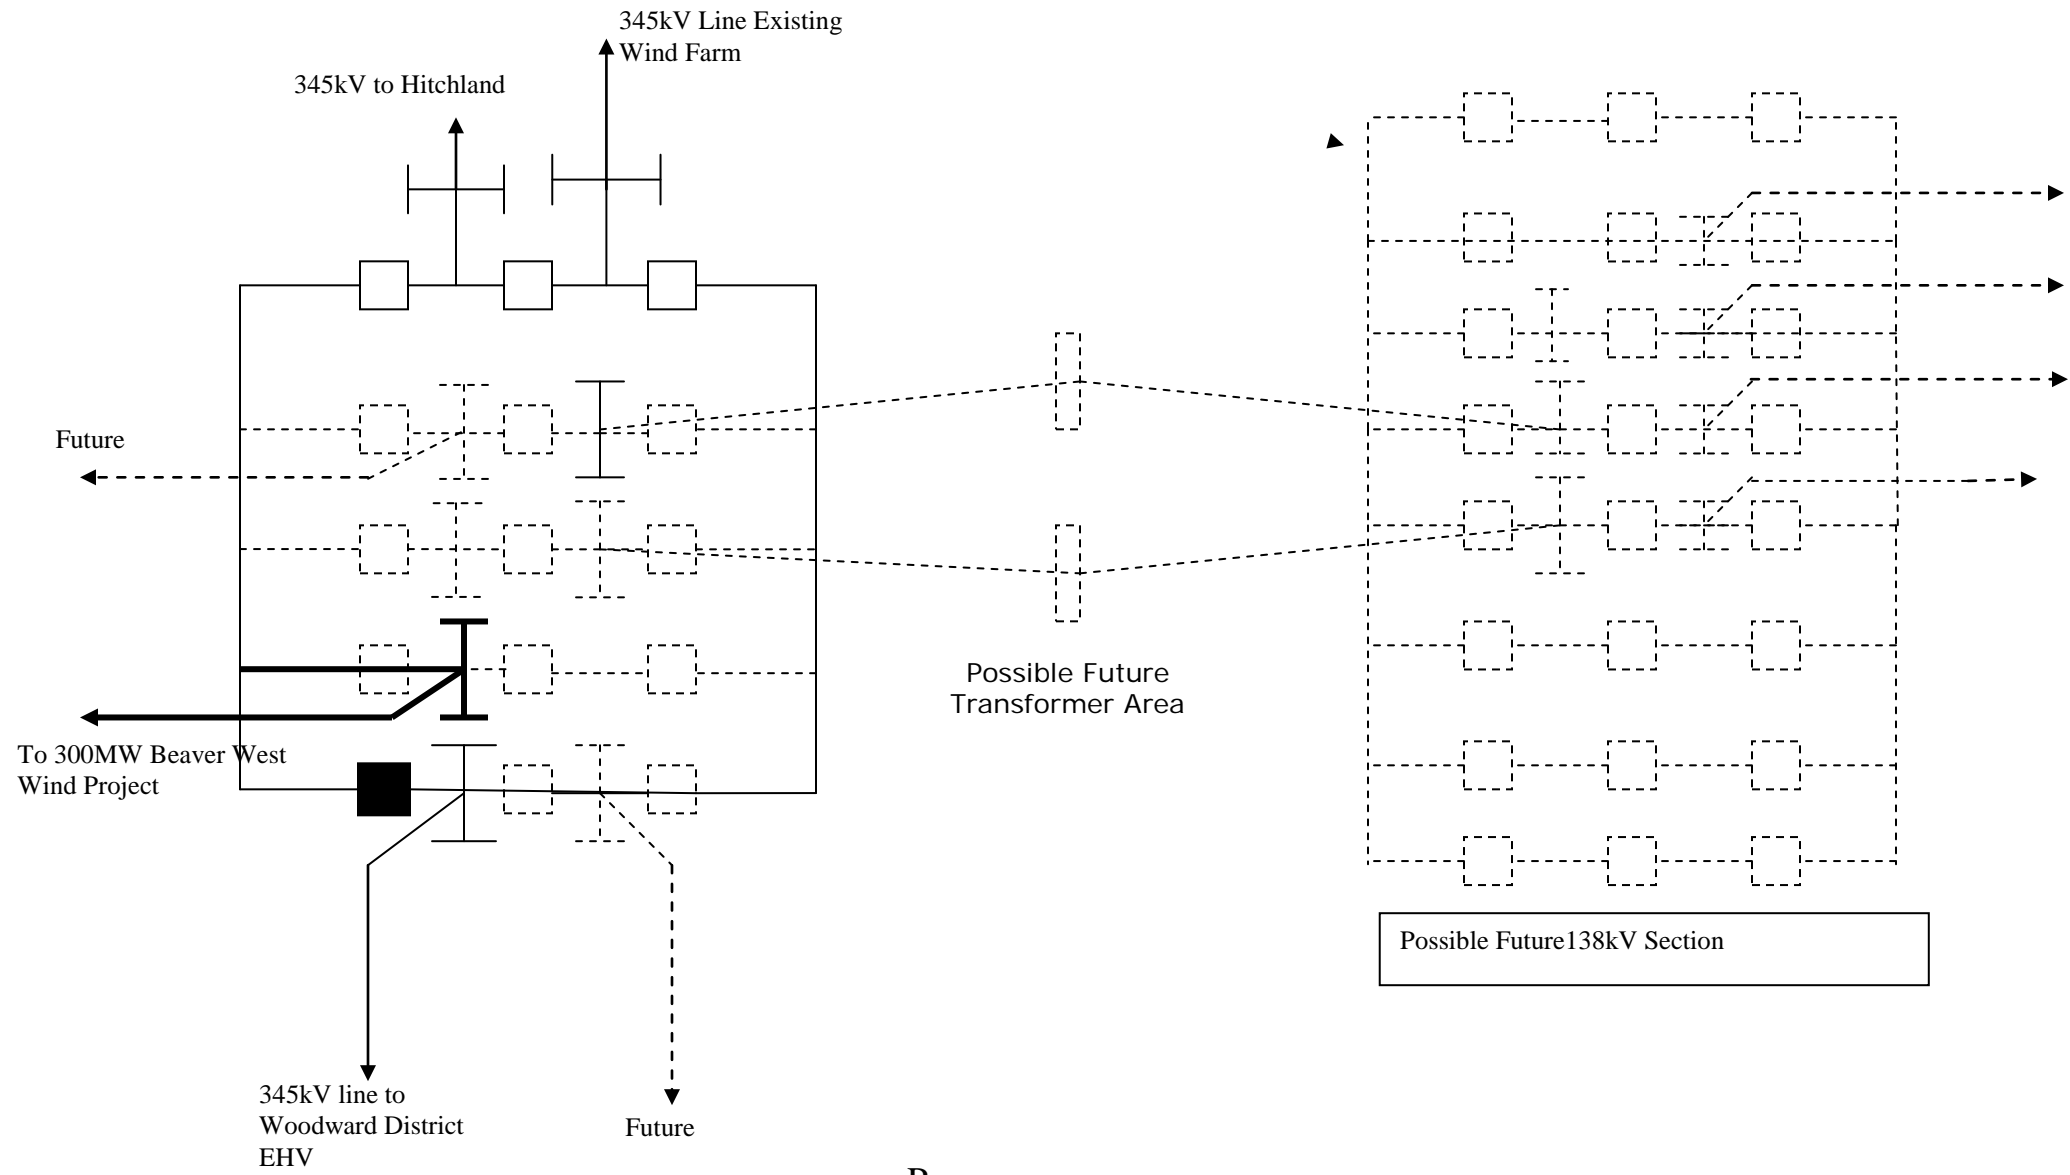 345kV Line Existing
Wind Farm
345kV to Hitchland
Future
Possible Future
Transformer Area
To 300MW Beaver West
Wind Project
Possible Future138kV Section
345kV line to
Woodward District
EHV
Future